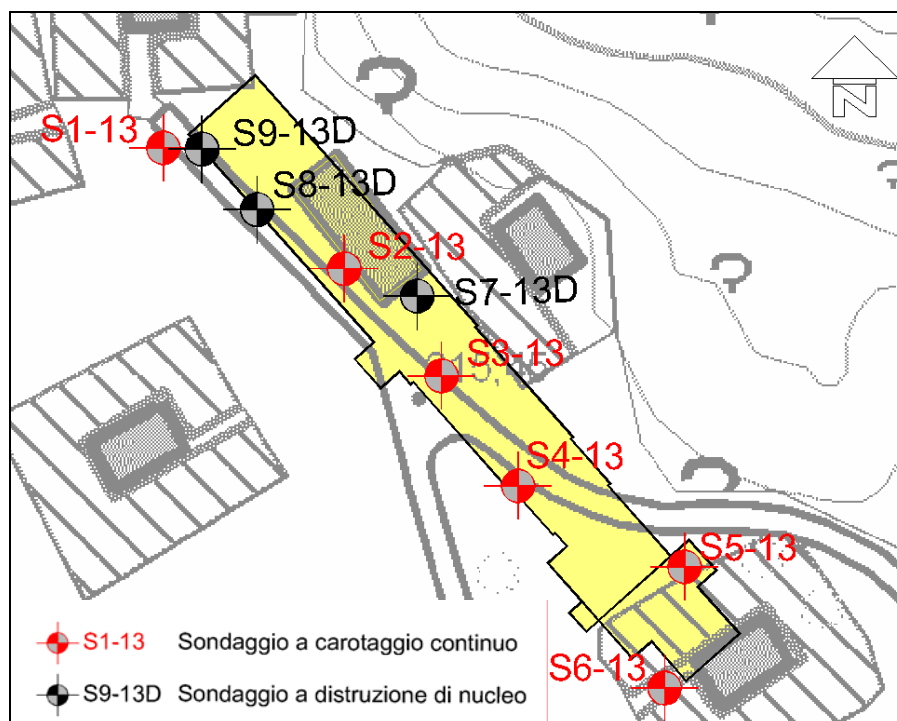 S1-13
S9-13D
S8-13D
S2-13
S7-13D
S3-13
S4-13
S5-13
S6-13
S1-13 Sondaggio a carotaggio continuo
S9-13D Sondaggio a distruzione di nucleo
N